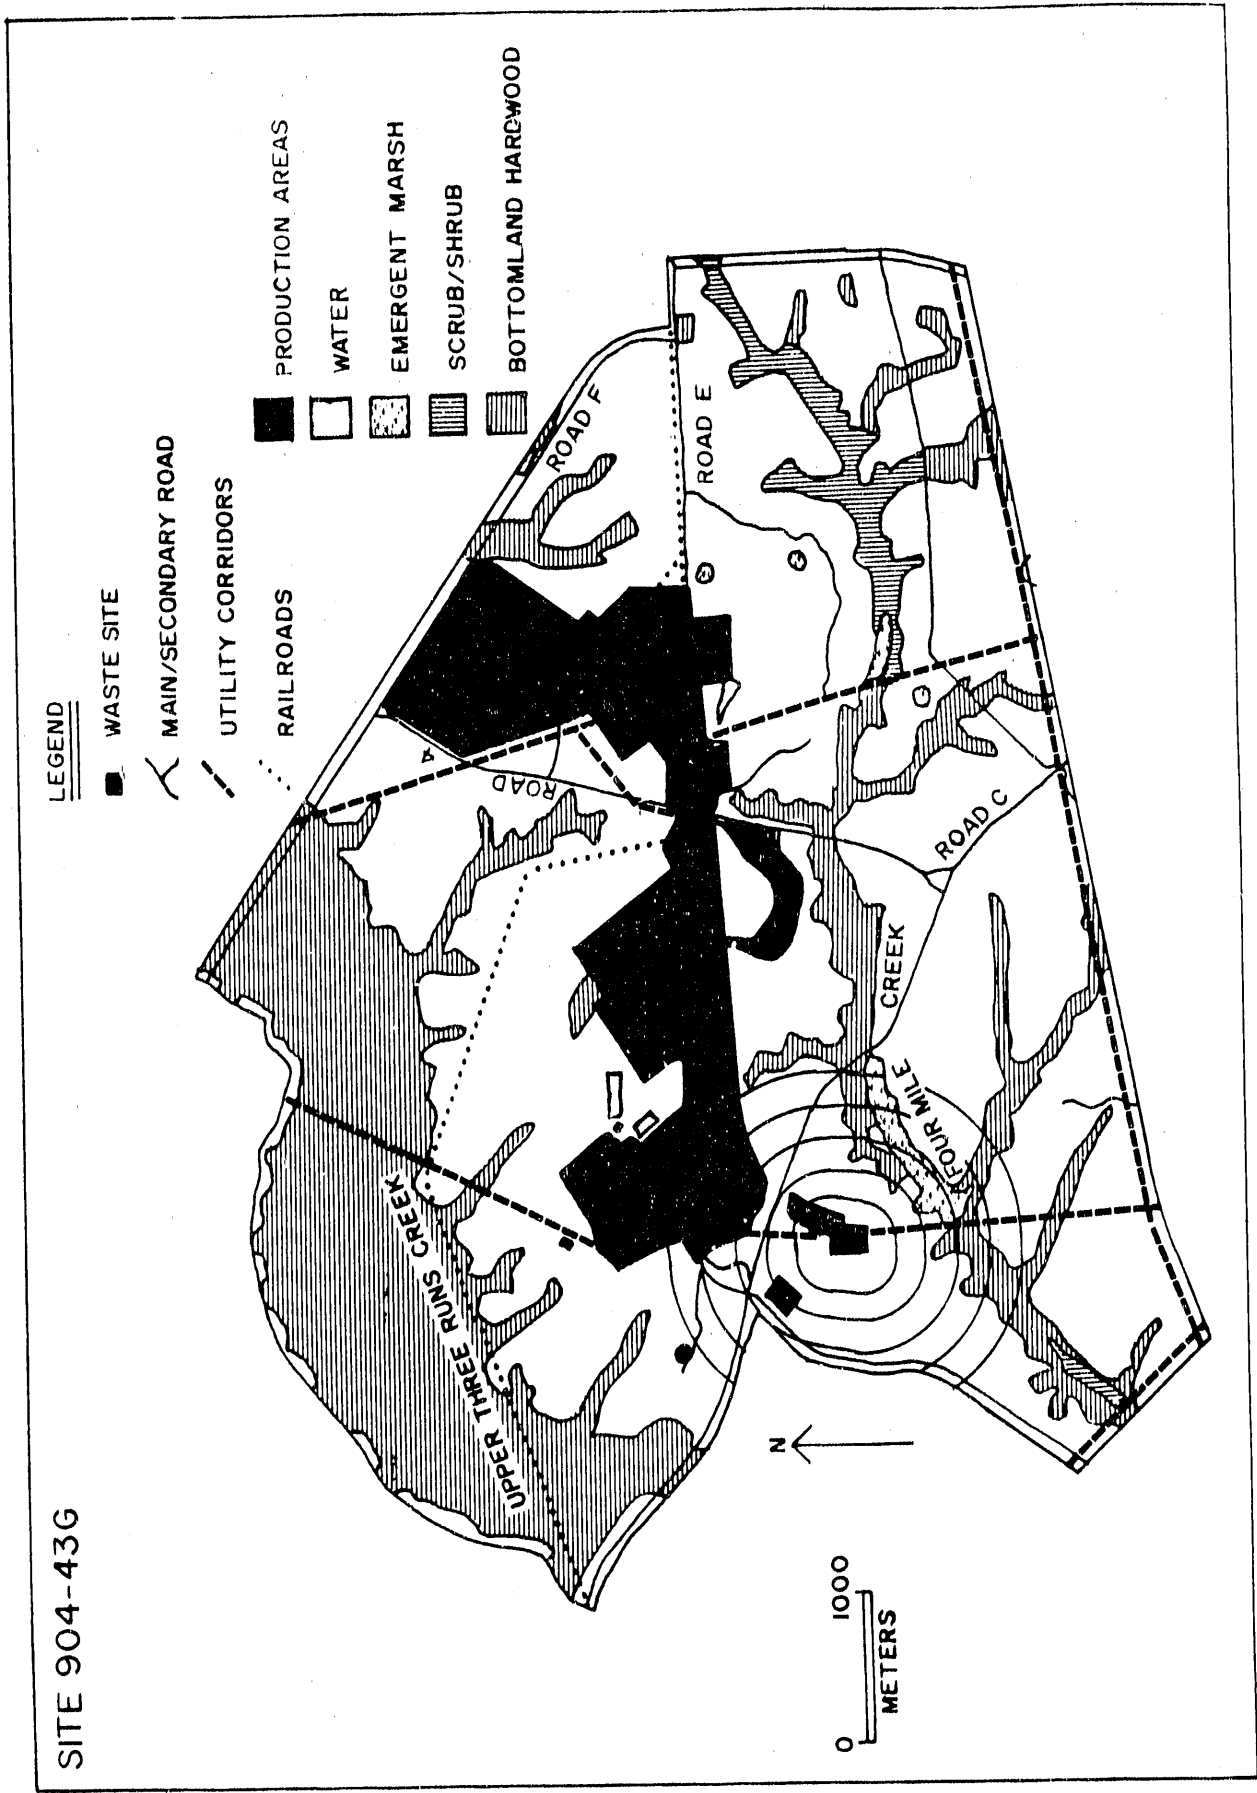 SITE 904-43G
LEGEND
WASTE SITE
MAIN/SECONDARY ROAD
UTILITY CORRIDORS
RAILROADS
PRODUCTION AREAS
WATER
EMERGENT MARSH
SCRUB/SHRUB
BOTTOMLAND HARDWOOD
UPPER THREE RUNS CREEK
ROAD
ROAD F
ROAD E
FOUR MILE
CREEK
ROAD C
N
0 1000
METERS